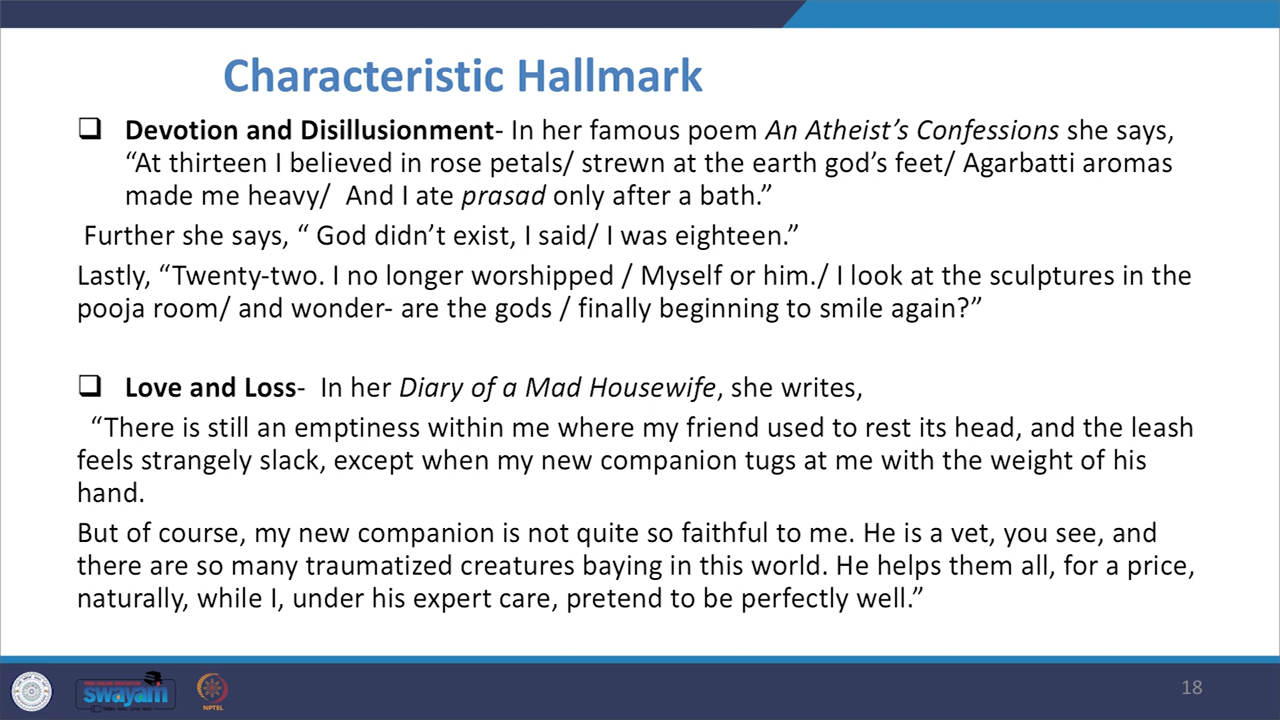 Characteristic Hallmark
❑ Devotion and Disillusionment- In her famous poem An Atheist’s Confessions she says,
“At thirteen I believed in rose petals/ strewn at the earth god’s feet/ Agarbatti aromas
made me heavy/  And I ate prasad only after a bath.”
Further she says, “ God didn’t exist, I said/ I was eighteen.”
Lastly, “Twenty-two. I no longer worshipped / Myself or him./ I look at the sculptures in the
pooja room/ and wonder- are the gods / finally beginning to smile again?”
❑ Love and Loss-  In her Diary of a Mad Housewife, she writes,
“There is still an emptiness within me where my friend used to rest its head, and the leash
feels strangely slack, except when my new companion tugs at me with the weight of his
hand.
But of course, my new companion is not quite so faithful to me. He is a vet, you see, and
there are so many traumatized creatures baying in this world. He helps them all, for a price,
naturally, while I, under his expert care, pretend to be perfectly well.”
swayam
NPTEL
18